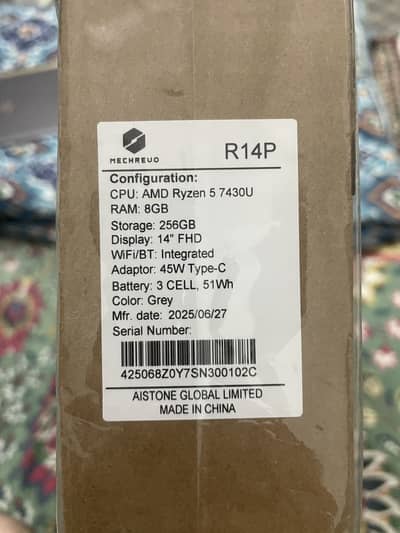 MECHREVO
R14P
Configuration:
CPU: AMD Ryzen 5 7430U
RAM: 8GB
Storage: 256GB
Display: 14" FHD
WiFi/BT: Integrated
Adaptor: 45W Type-C
Battery: 3 CELL, 51Wh
Color: Grey
Mfr. date: 2025/06/27
Serial Number:
425068Z0Y7SN300102C
AISTONE GLOBAL LIMITED
MADE IN CHINA